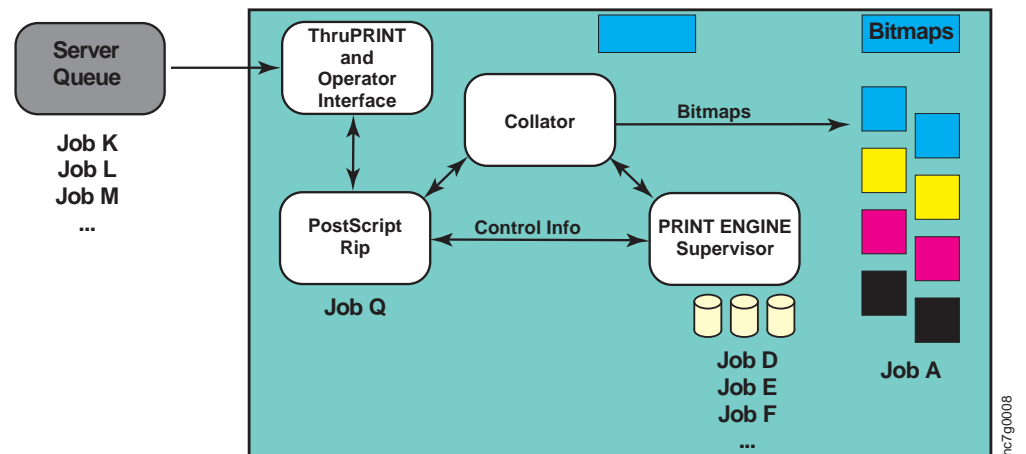 Server
Queue
Job K
Job L
Job M
...
ThruPRINT
and
Operator
Interface
Collator
Bitmaps
Bitmaps
PostScript
Rip
Control Info
PRINT ENGINE
Supervisor
Job Q
Job D
Job E
Job F
...
Job A
hc7g0008